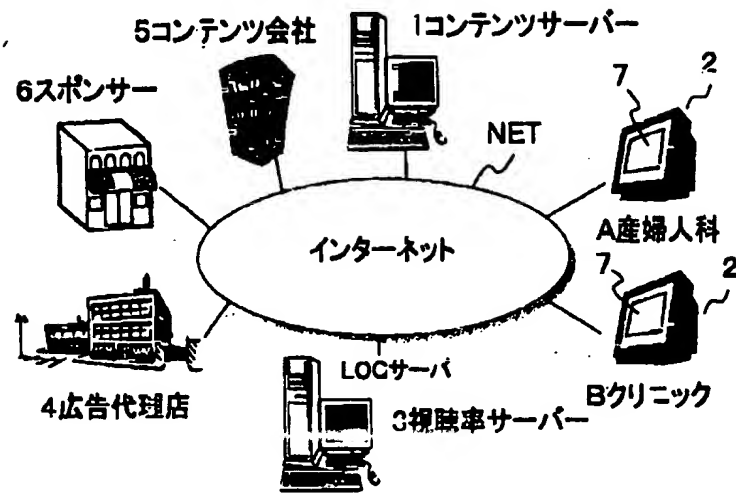 5コンテンツ会社
1コンテンツサーバー
6スポンサー
7
2
NET
A産婦人科
インターネット
7
2
LOGサーバ
4広告代理店
3視聴率サーバー
Bクリニック